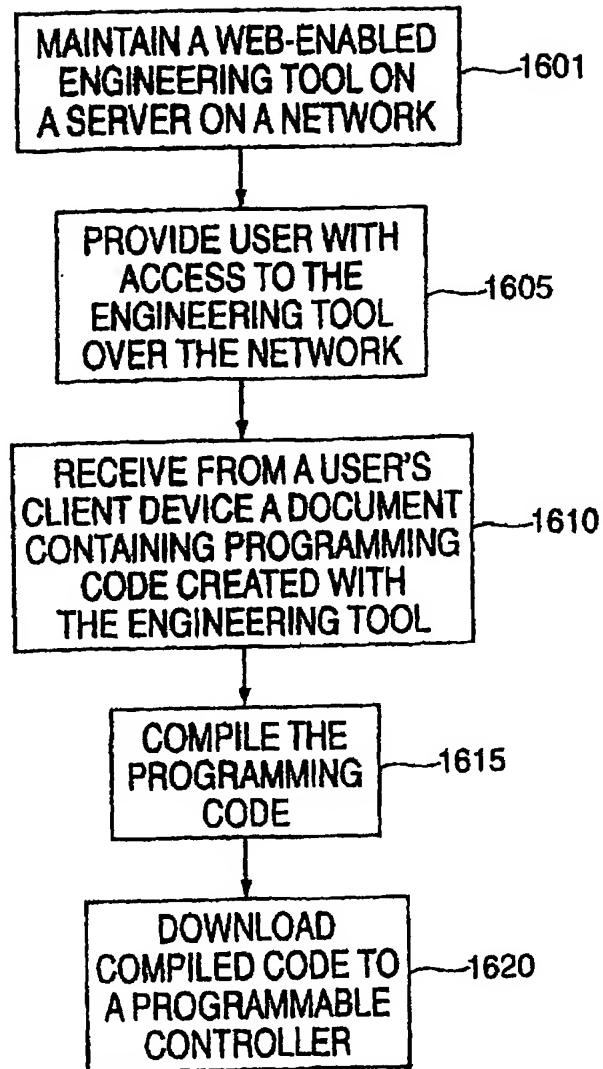 MAINTAIN A WEB-ENABLED
ENGINEERING TOOL ON
A SERVER ON A NETWORK
1601
PROVIDE USER WITH
ACCESS TO THE
ENGINEERING TOOL
OVER THE NETWORK
1605
RECEIVE FROM A USER'S
CLIENT DEVICE A DOCUMENT
CONTAINING PROGRAMMING
CODE CREATED WITH
THE ENGINEERING TOOL
1610
COMPILE THE
PROGRAMMING
CODE
1615
DOWNLOAD
COMPILED CODE TO
A PROGRAMMABLE
CONTROLLER
1620